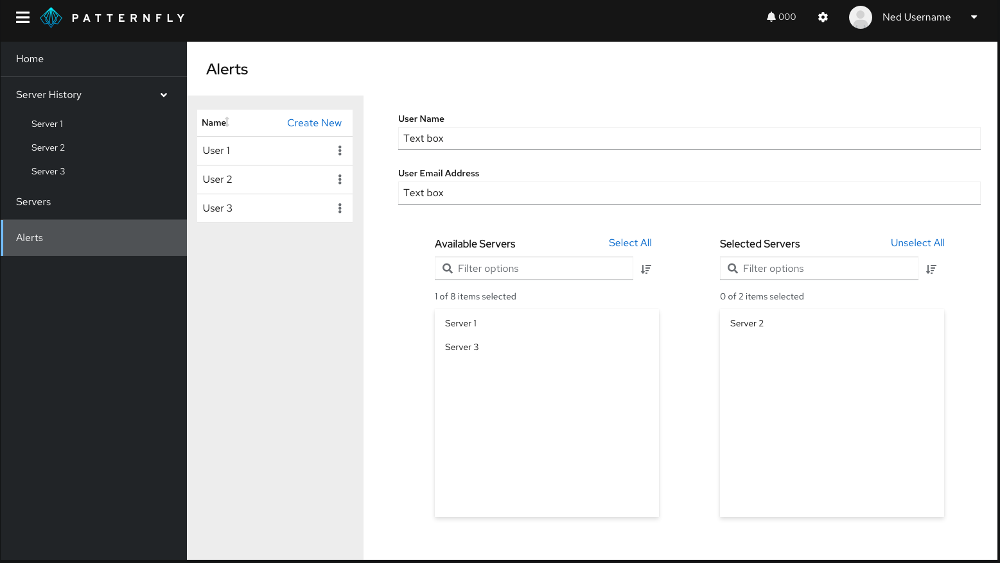 PATTERNFLY
000
Ned Username
Home
Server History
Server 1
Server 2
Server 3
Servers
Alerts
Alerts
Name
Create New
User 1
User 2
User 3
User Name
Text box
User Email Address
Text box
Available Servers
Select All
Filter options
1 of 8 items selected
Server 1
Server 3
Selected Servers
Unselect All
Filter options
0 of 2 items selected
Server 2